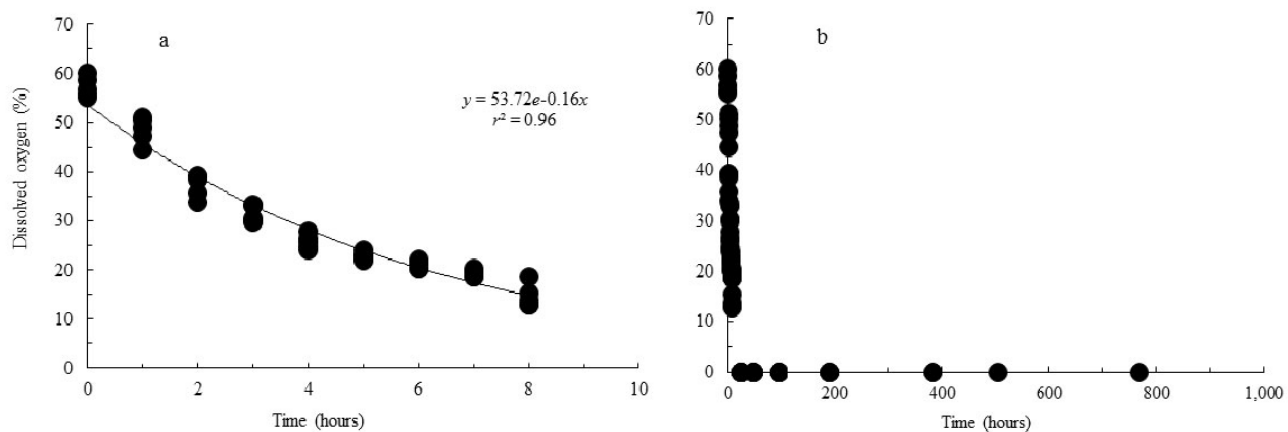 a
70
60
50
40
30
20
10
0
Dissolved oxygen (%)
y = 53.72e-0.16x
r² = 0.96
0 2 4 6 8 10
Time (hours)
b
70
60
50
40
30
20
10
0
0 200 400 600 800 1,000
Time (hours)